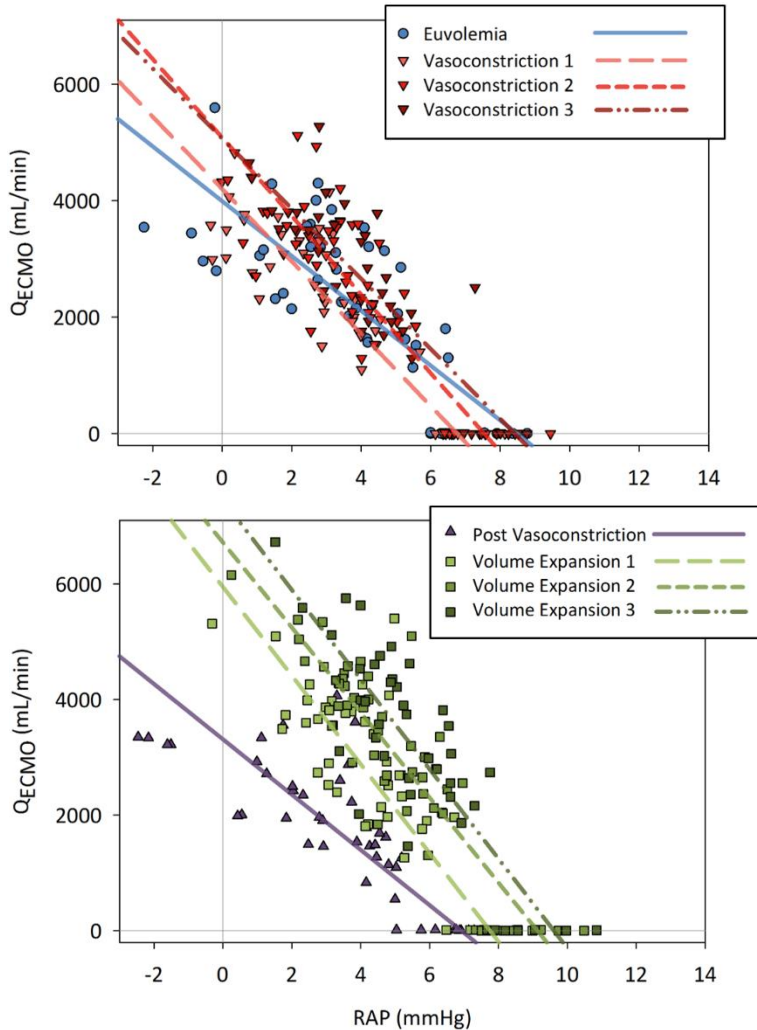 Euvolemia
Vasoconstriction 1
Vasoconstriction 2
Vasoconstriction 3
6000
4000
2000
0
QECMO (mL/min)
-2 0 2 4 6 8 10 12 14
Post Vasoconstriction
Volume Expansion 1
Volume Expansion 2
Volume Expansion 3
6000
4000
2000
0
QECMO (mL/min)
-2 0 2 4 6 8 10 12 14
RAP (mmHg)